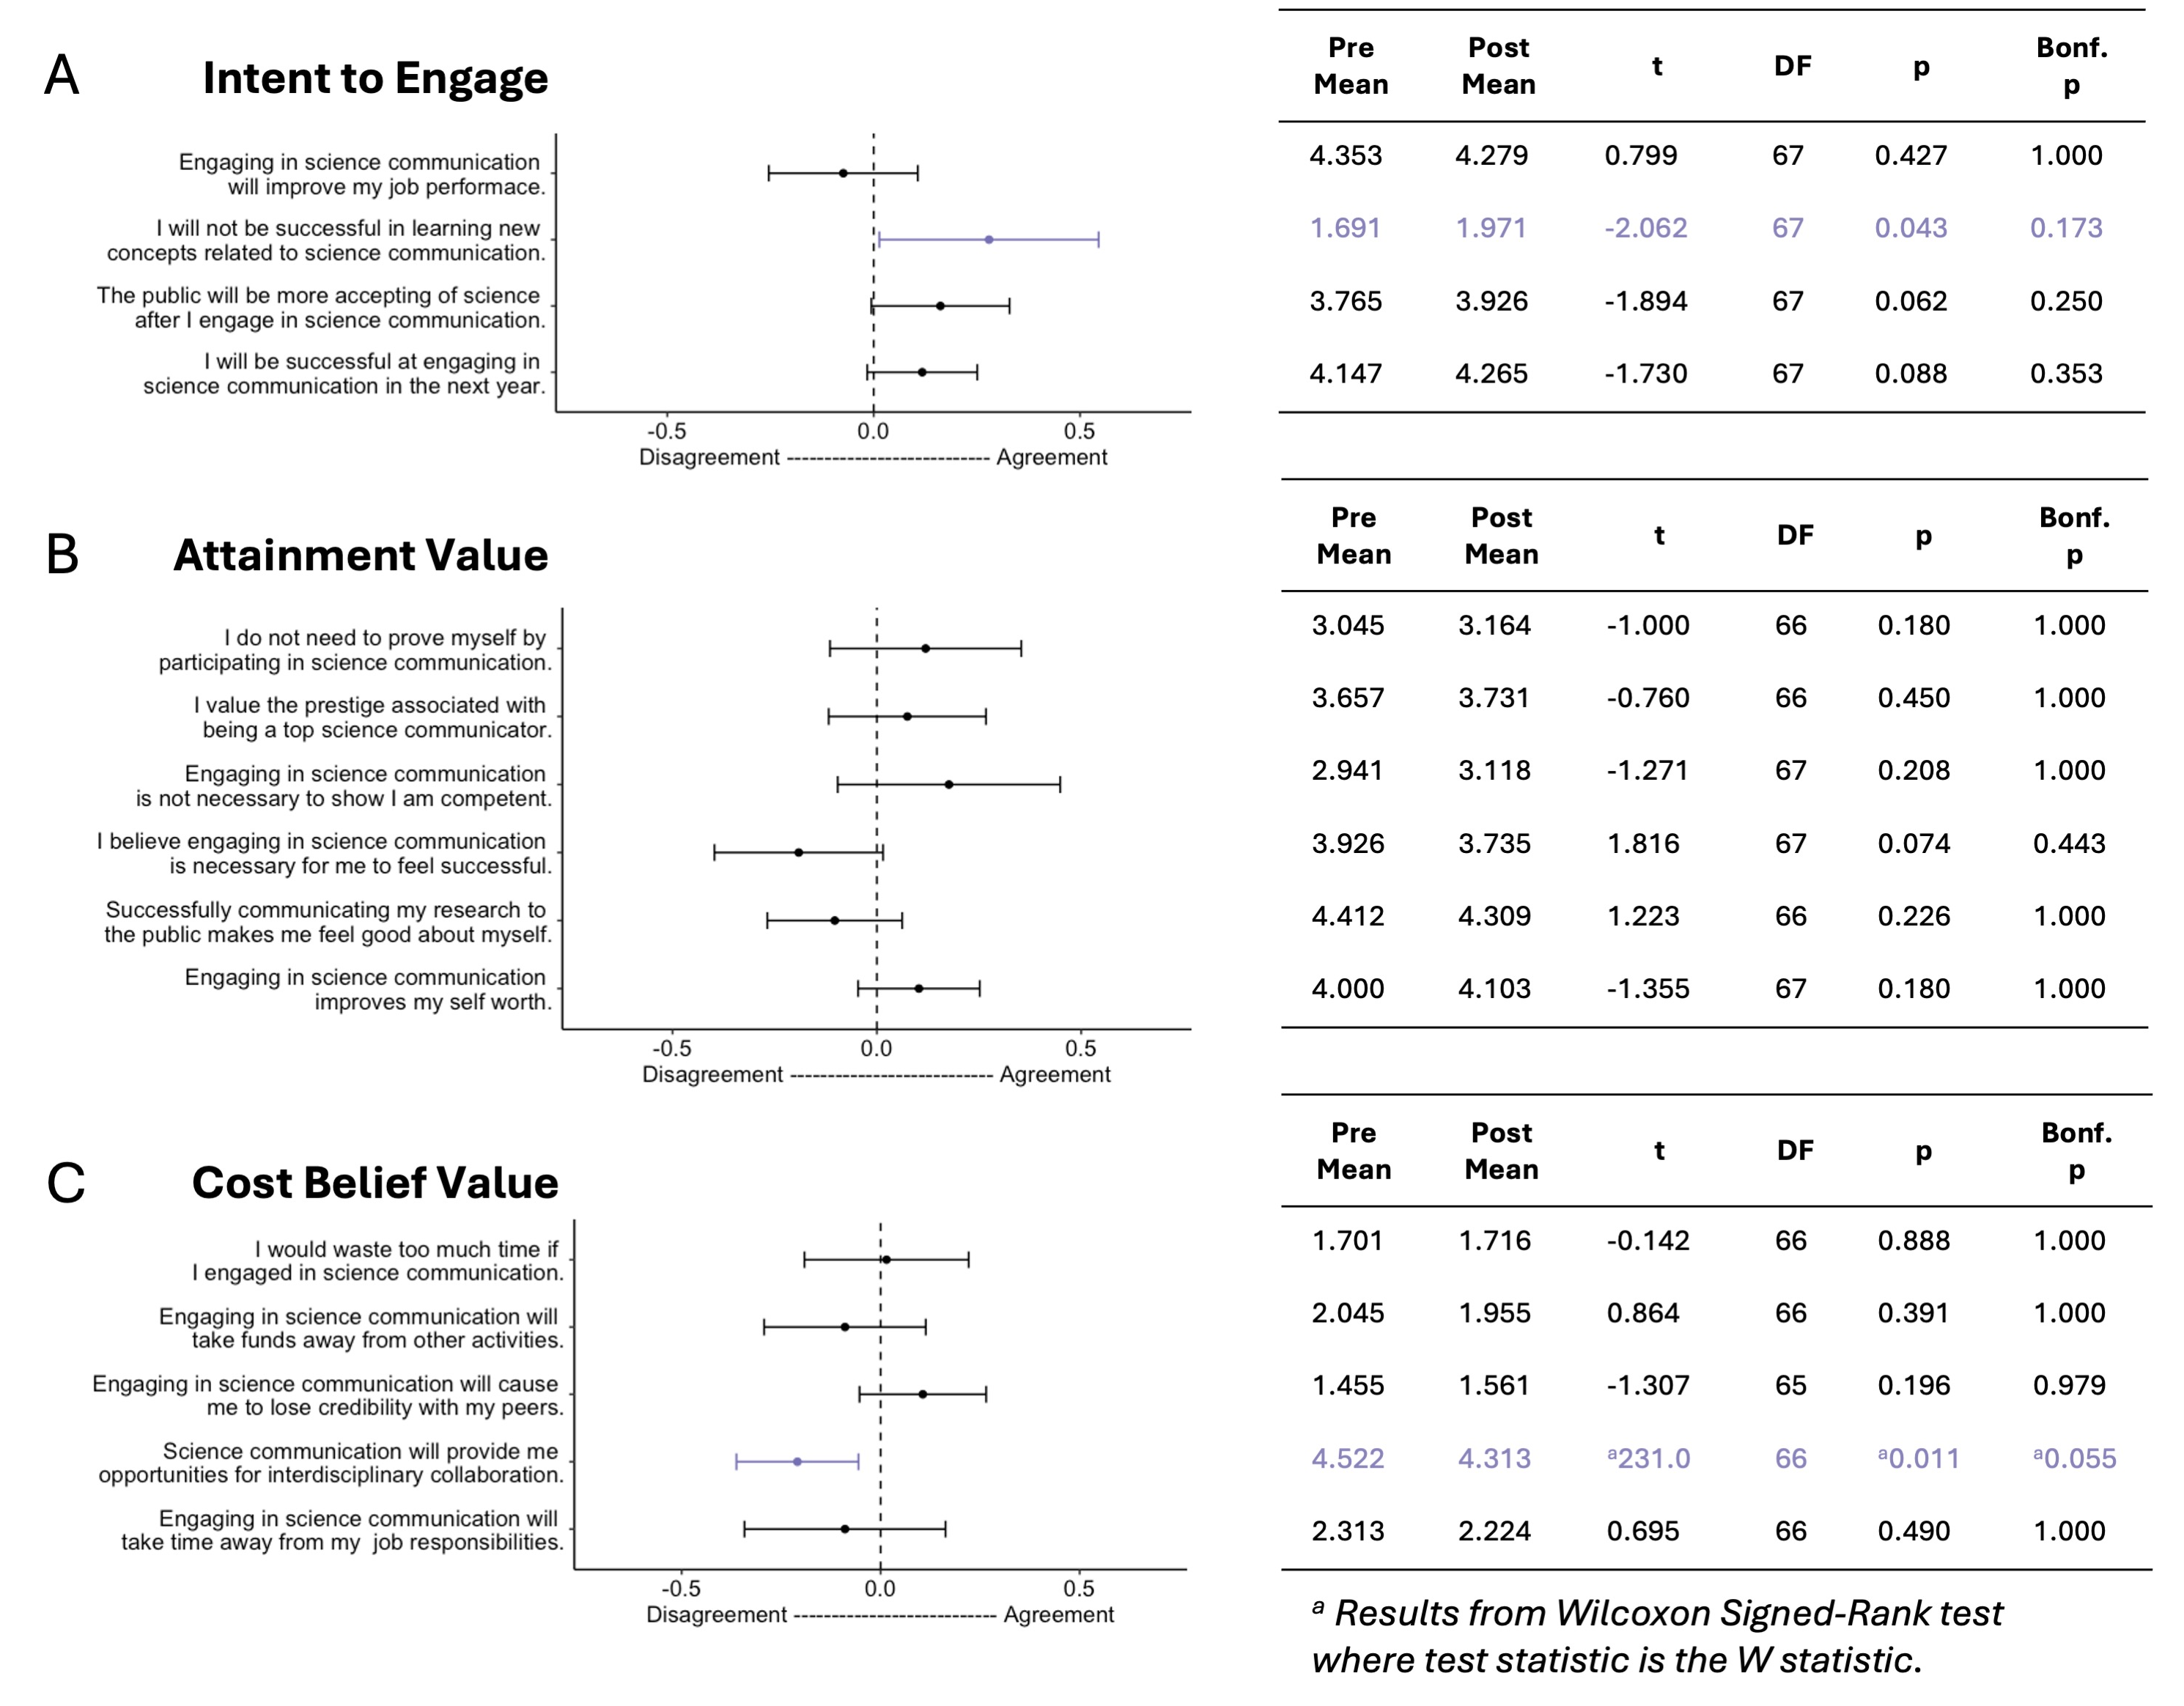 A
Intent to Engage
Engaging in science communication
will improve my job performace.
I will not be successful in learning new
concepts related to science communication.
The public will be more accepting of science
after I engage in science communication.
I will be successful at engaging in
science communication in the next year.
-0.5 0.0 0.5
Disagreement --------------------------- Agreement
Pre Mean Post Mean t DF p Bonf. p
4.353 4.279 0.799 67 0.427 1.000
1.691 1.971 -2.062 67 0.043 0.173
3.765 3.926 -1.894 67 0.062 0.250
4.147 4.265 -1.730 67 0.088 0.353
B
Attainment Value
I do not need to prove myself by
participating in science communication.
I value the prestige associated with
being a top science communicator.
Engaging in science communication
is not necessary to show I am competent.
I believe engaging in science communication
is necessary for me to feel successful.
Successfully communicating my research to
the public makes me feel good about myself.
Engaging in science communication
improves my self worth.
-0.5 0.0 0.5
Disagreement --------------------------- Agreement
Pre Mean Post Mean t DF p Bonf. p
3.045 3.164 -1.000 66 0.180 1.000
3.657 3.731 -0.760 66 0.450 1.000
2.941 3.118 -1.271 67 0.208 1.000
3.926 3.735 1.816 67 0.074 0.443
4.412 4.309 1.223 66 0.226 1.000
4.000 4.103 -1.355 67 0.180 1.000
C
Cost Belief Value
I would waste too much time if
I engaged in science communication.
Engaging in science communication will
take funds away from other activities.
Engaging in science communication will cause
me to lose credibility with my peers.
Science communication will provide me
opportunities for interdisciplinary collaboration.
Engaging in science communication will
take time away from my  job responsibilities.
-0.5 0.0 0.5
Disagreement --------------------------- Agreement
Pre Mean Post Mean t DF p Bonf. p
1.701 1.716 -0.142 66 0.888 1.000
2.045 1.955 0.864 66 0.391 1.000
1.455 1.561 -1.307 65 0.196 0.979
4.522 4.313 ᵃ231.0 66 ᵃ0.011 ᵃ0.055
2.313 2.224 0.695 66 0.490 1.000
ᵃ Results from Wilcoxon Signed-Rank test
where test statistic is the W statistic.